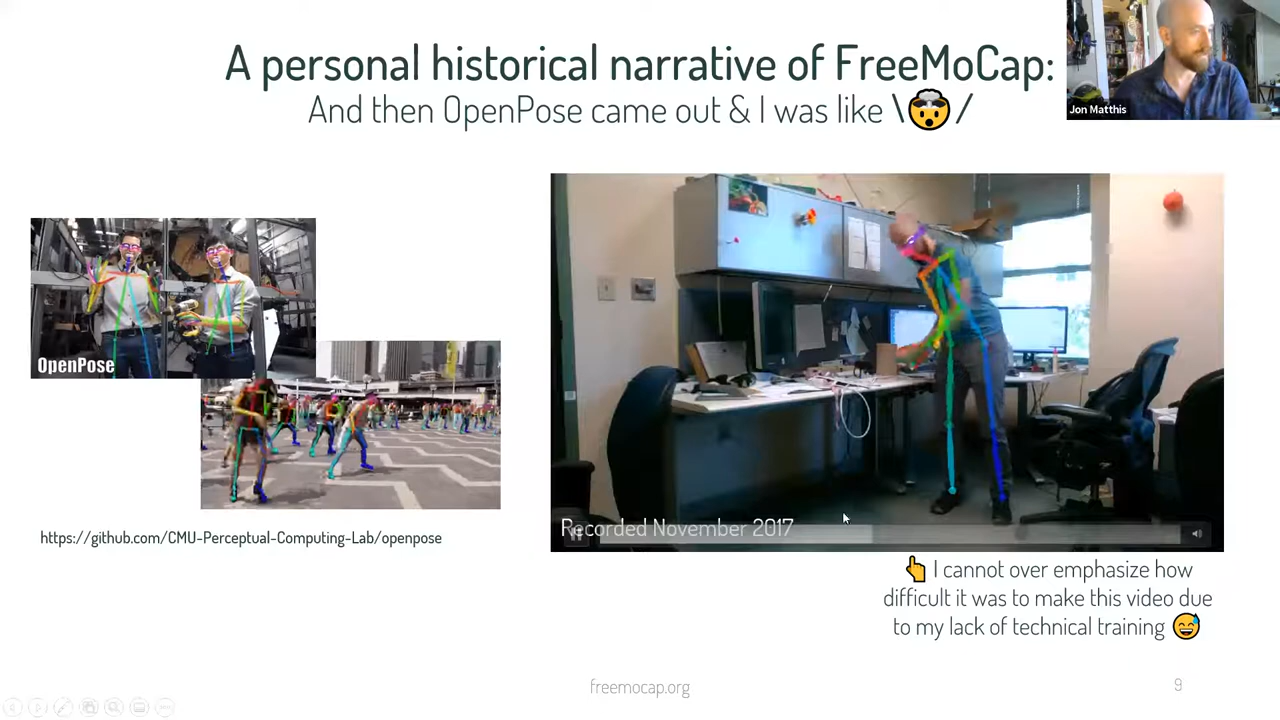 A personal historical narrative of FreeMoCap:
And then OpenPose came out & I was like \🤯/
Jon Matthis
OpenPose
https://github.com/CMU-Perceptual-Computing-Lab/openpose
Recorded November 2017
👆 I cannot over emphasize how
difficult it was to make this video due
to my lack of technical training 😅
freemocap.org
9